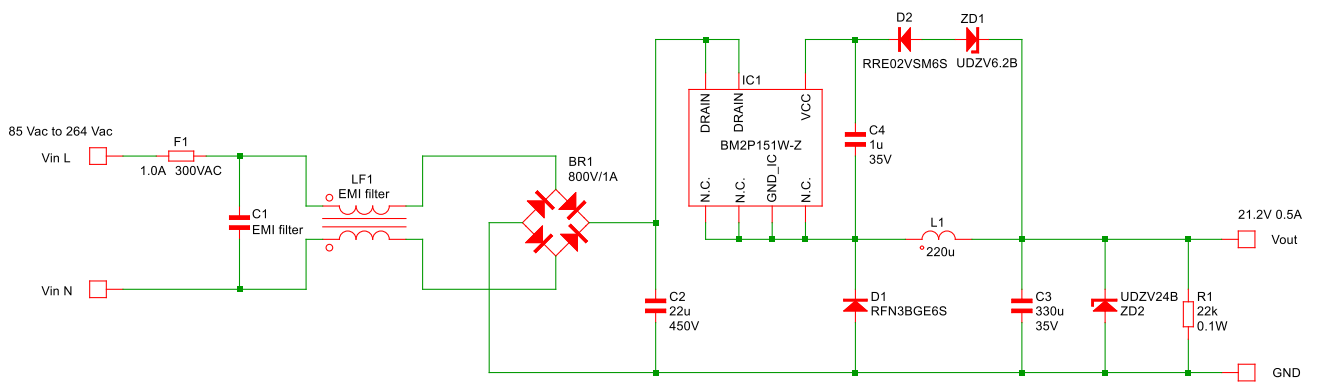 85 Vac to 264 Vac
Vin L
F1
1.0A 300VAC
C1
EMI filter
Vin N
LF1
EMI filter
BR1
800V/1A
C2
22u
450V
IC1
DRAIN
DRAIN
VCC
BM2P151W-Z
N.C.
N.C.
GND_IC
N.C.
C4
1u
35V
D2
RRE02VSM6S
ZD1
UDZV6.2B
L1
220u
D1
RFN3BGE6S
C3
330u
35V
UDZV24B
ZD2
R1
22k
0.1W
21.2V 0.5A
Vout
GND